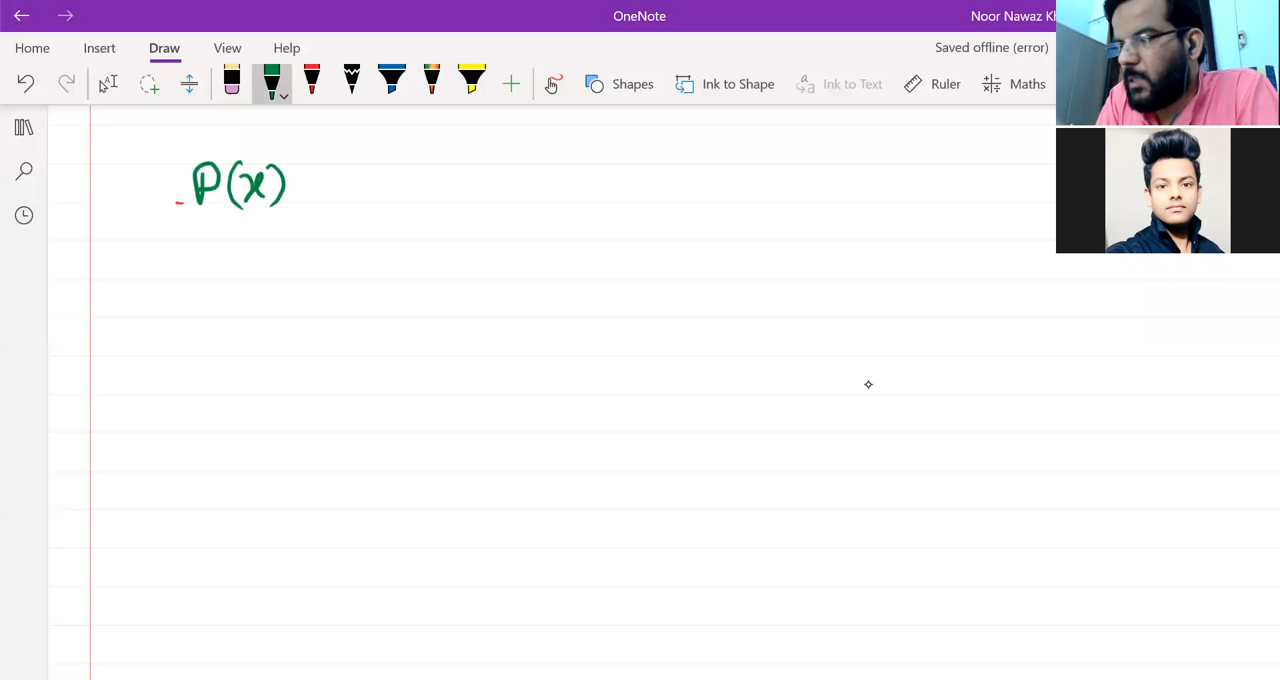 OneNote
Noor Nawaz Kh
Home Insert Draw View Help
Saved offline (error)
Shapes Ink to Shape Ink to Text Ruler Maths
P(x)